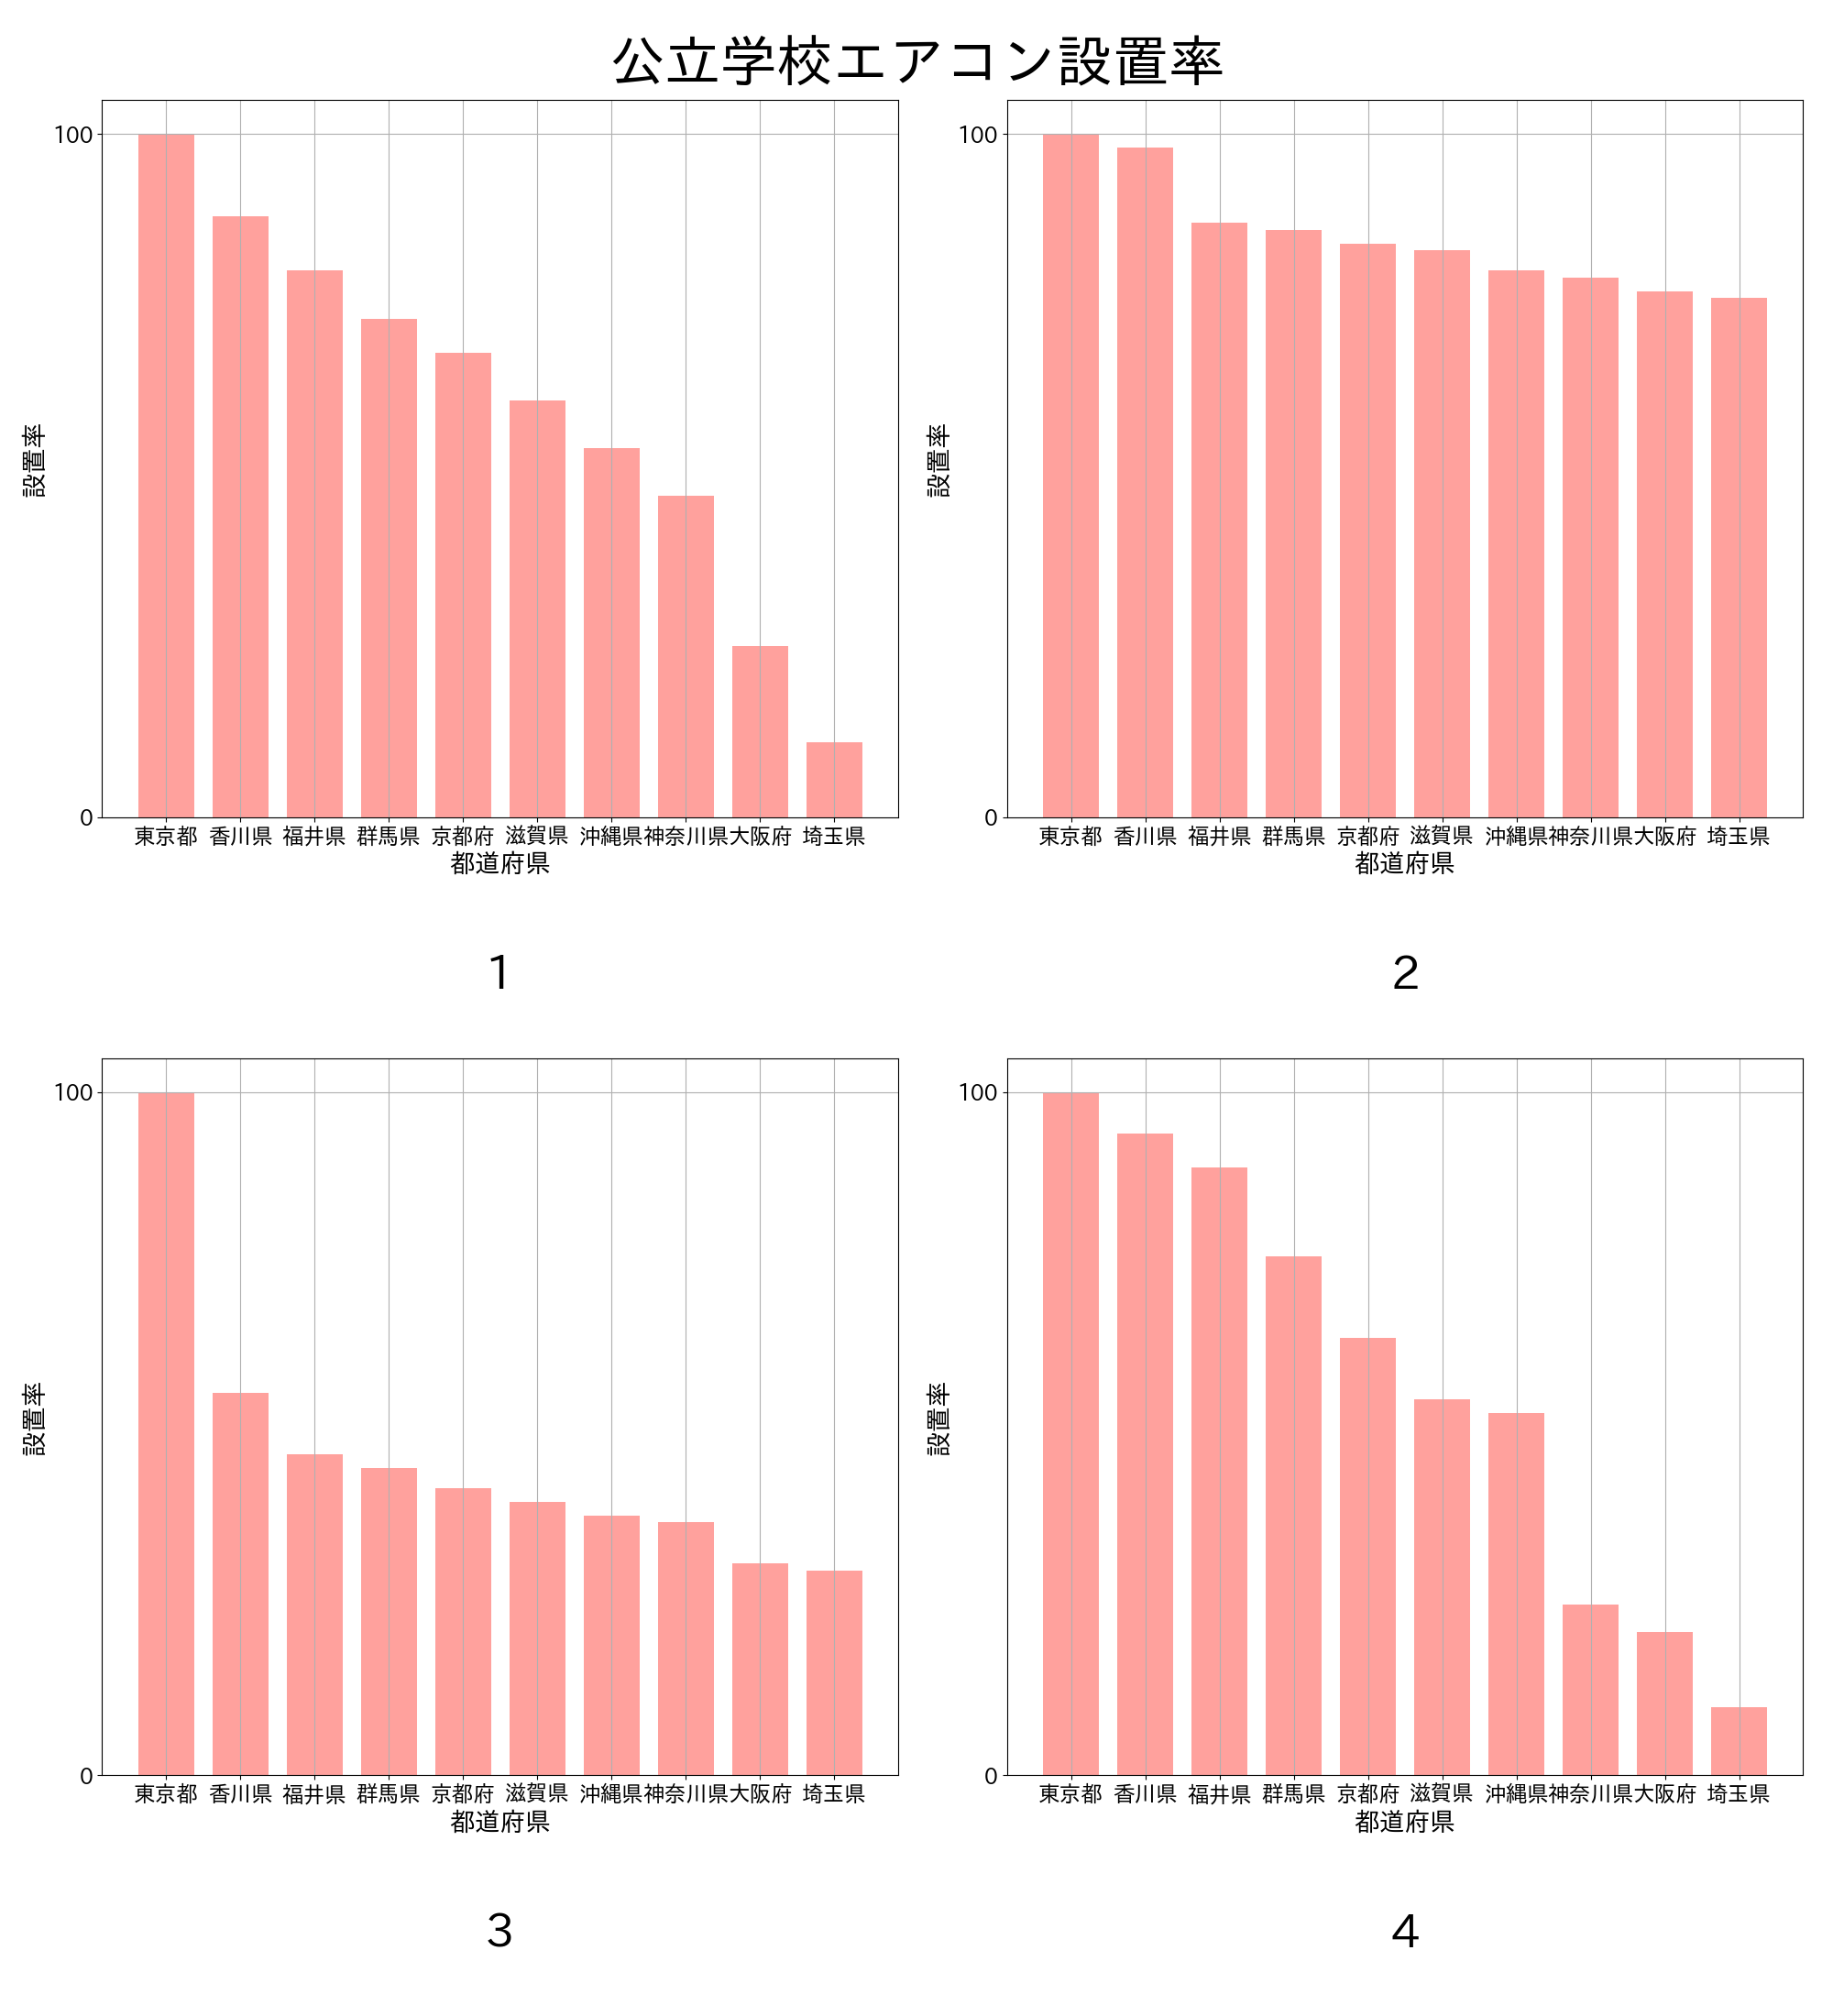 公立学校エアコン設置率
100
0
設置率
東京都 香川県 福井県 群馬県 京都府 滋賀県 沖縄県 神奈川県 大阪府 埼玉県
都道府県
1
100
0
設置率
東京都 香川県 福井県 群馬県 京都府 滋賀県 沖縄県 神奈川県 大阪府 埼玉県
都道府県
2
100
0
設置率
東京都 香川県 福井県 群馬県 京都府 滋賀県 沖縄県 神奈川県 大阪府 埼玉県
都道府県
3
100
0
設置率
東京都 香川県 福井県 群馬県 京都府 滋賀県 沖縄県 神奈川県 大阪府 埼玉県
都道府県
4